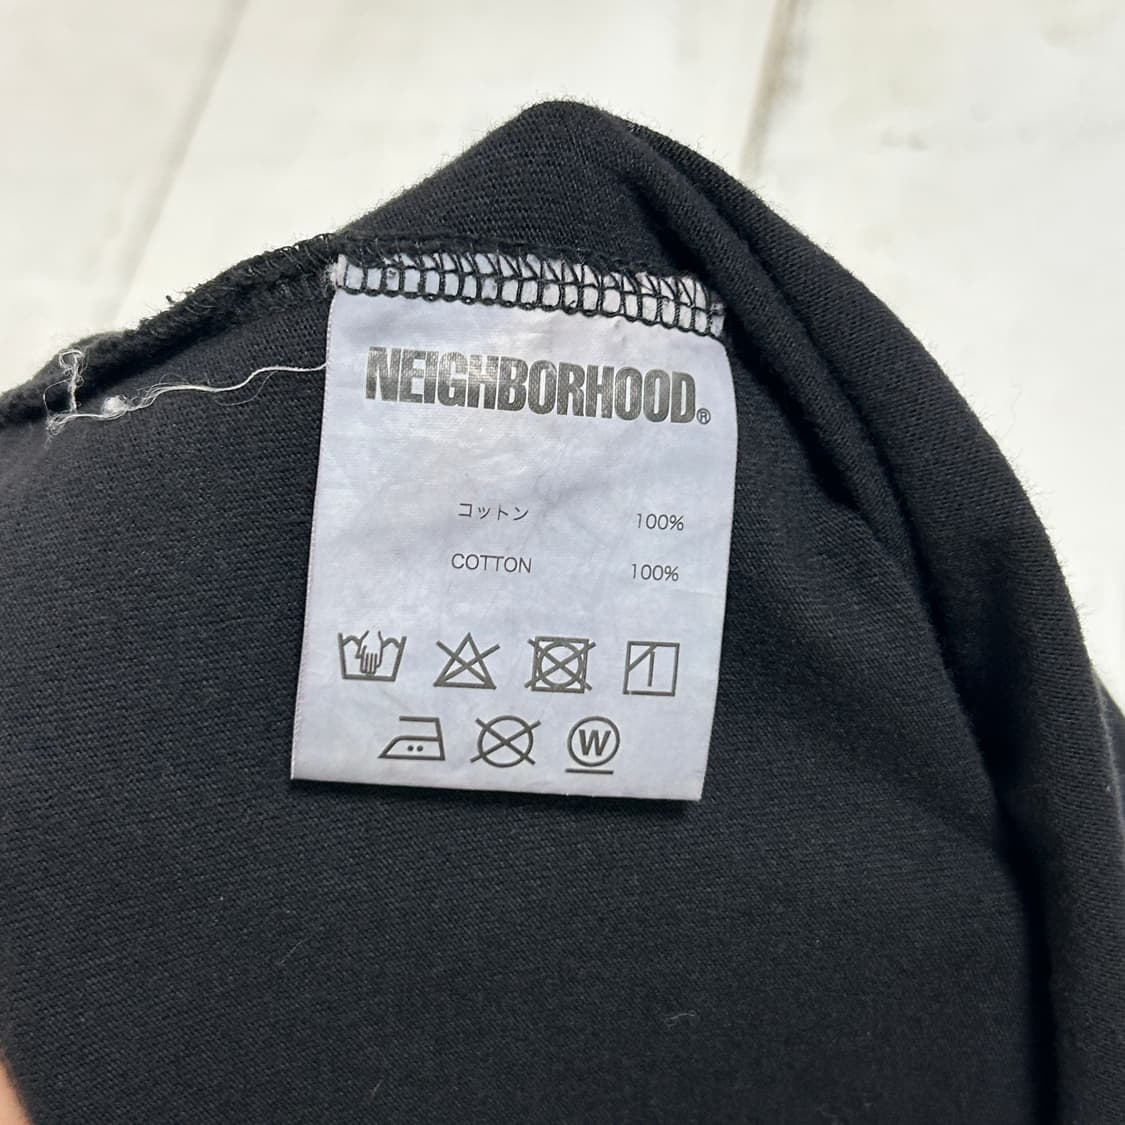 NEIGHBORHOOD®
コットン 100%
COTTON 100%
W